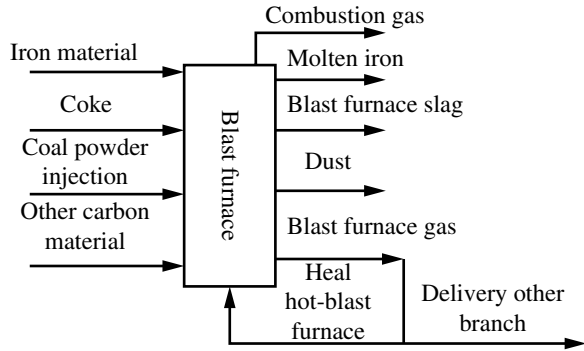 Combustion gas
Iron material
Molten iron
Coke
Blast furnace slag
Coal powder
injection
Dust
Other carbon
material
Blast furnace
Blast furnace gas
Heal
hot-blast
furnace
Delivery other
branch